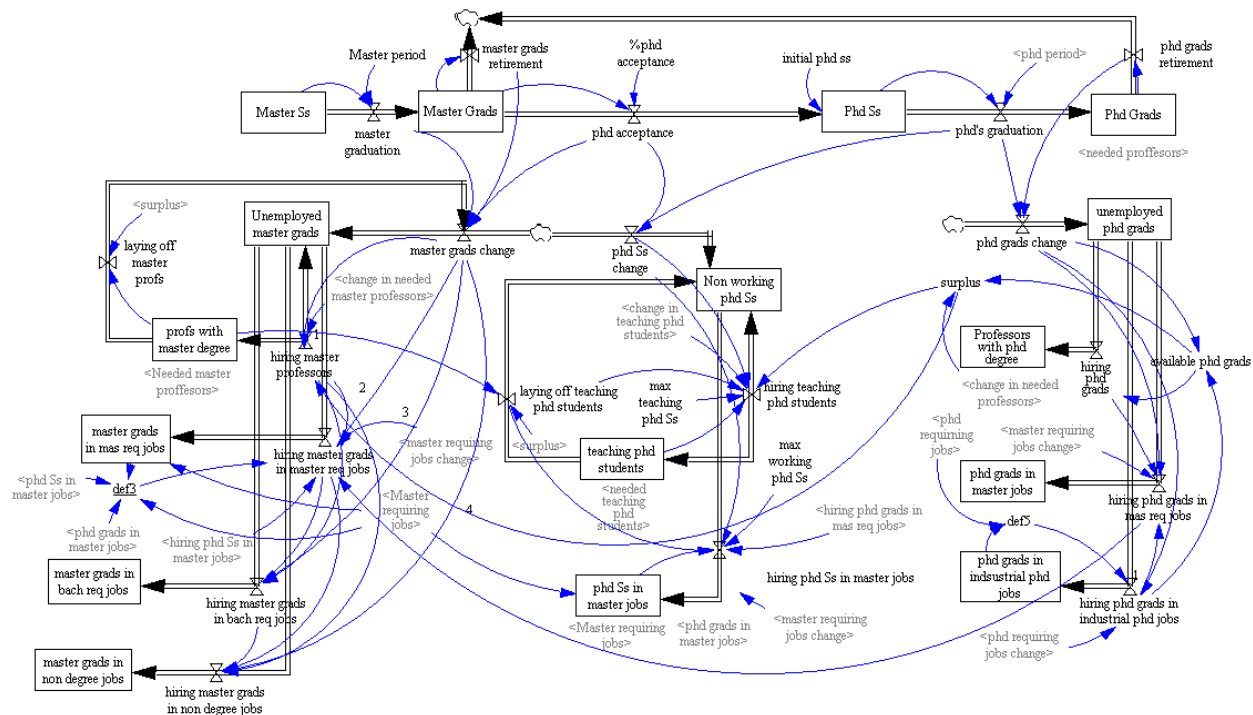 Master period
master grads
retirement
%phd
acceptance
initial phd ss
<phd period>
phd grads
retirement
Master Ss
Master Grads
Phd Ss
Phd Grads
master
graduation
phd acceptance
phd's graduation
<needed proffesors>
<surplus>
Unemployed
master grads
unemployed
phd grads
laying off
master
profs
master grads change
phd Ss
change
phd grads change
<change in needed
master professors>
Non working
phd Ss
surplus
profs with
master degree
1
hiring master
professors
<change in
teaching phd
students>
Professors
with phd
degree
hiring
phd
grads
available phd grads
<Needed master
proffesors>
2
3
laying off teaching
phd students
max
teaching
phd Ss
hiring teaching
phd students
<change in needed
professors>
master grads
in mas req jobs
hiring master grads
in master req jobs
<master requiring
jobs change>
<surplus>
teaching phd
students
max
working
phd Ss
<phd
requirning
jobs>
<master requiring
jobs change>
<phd Ss in
master jobs>
def3
<Master
requiring
jobs>
<needed
teaching
phd
students>
phd grads
in master jobs
hiring phd grads in
mas req jobs
<phd grads in
master jobs>
<hiring phd Ss in
master jobs>
4
<hiring phd grads
in mas req jobs>
def5
master grads in
bach req jobs
hiring master grads
in bach req jobs
phd Ss in
master jobs
hiring phd Ss in master jobs
phd grads in
indsustrial phd
jobs
1
hiring phd grads in
industrial phd jobs
<Master requiring
jobs>
<phd grads in
master jobs>
<master requiring
jobs change>
<phd requiring
jobs change>
master grads in
non degree jobs
hiring master grads
in non degree jobs